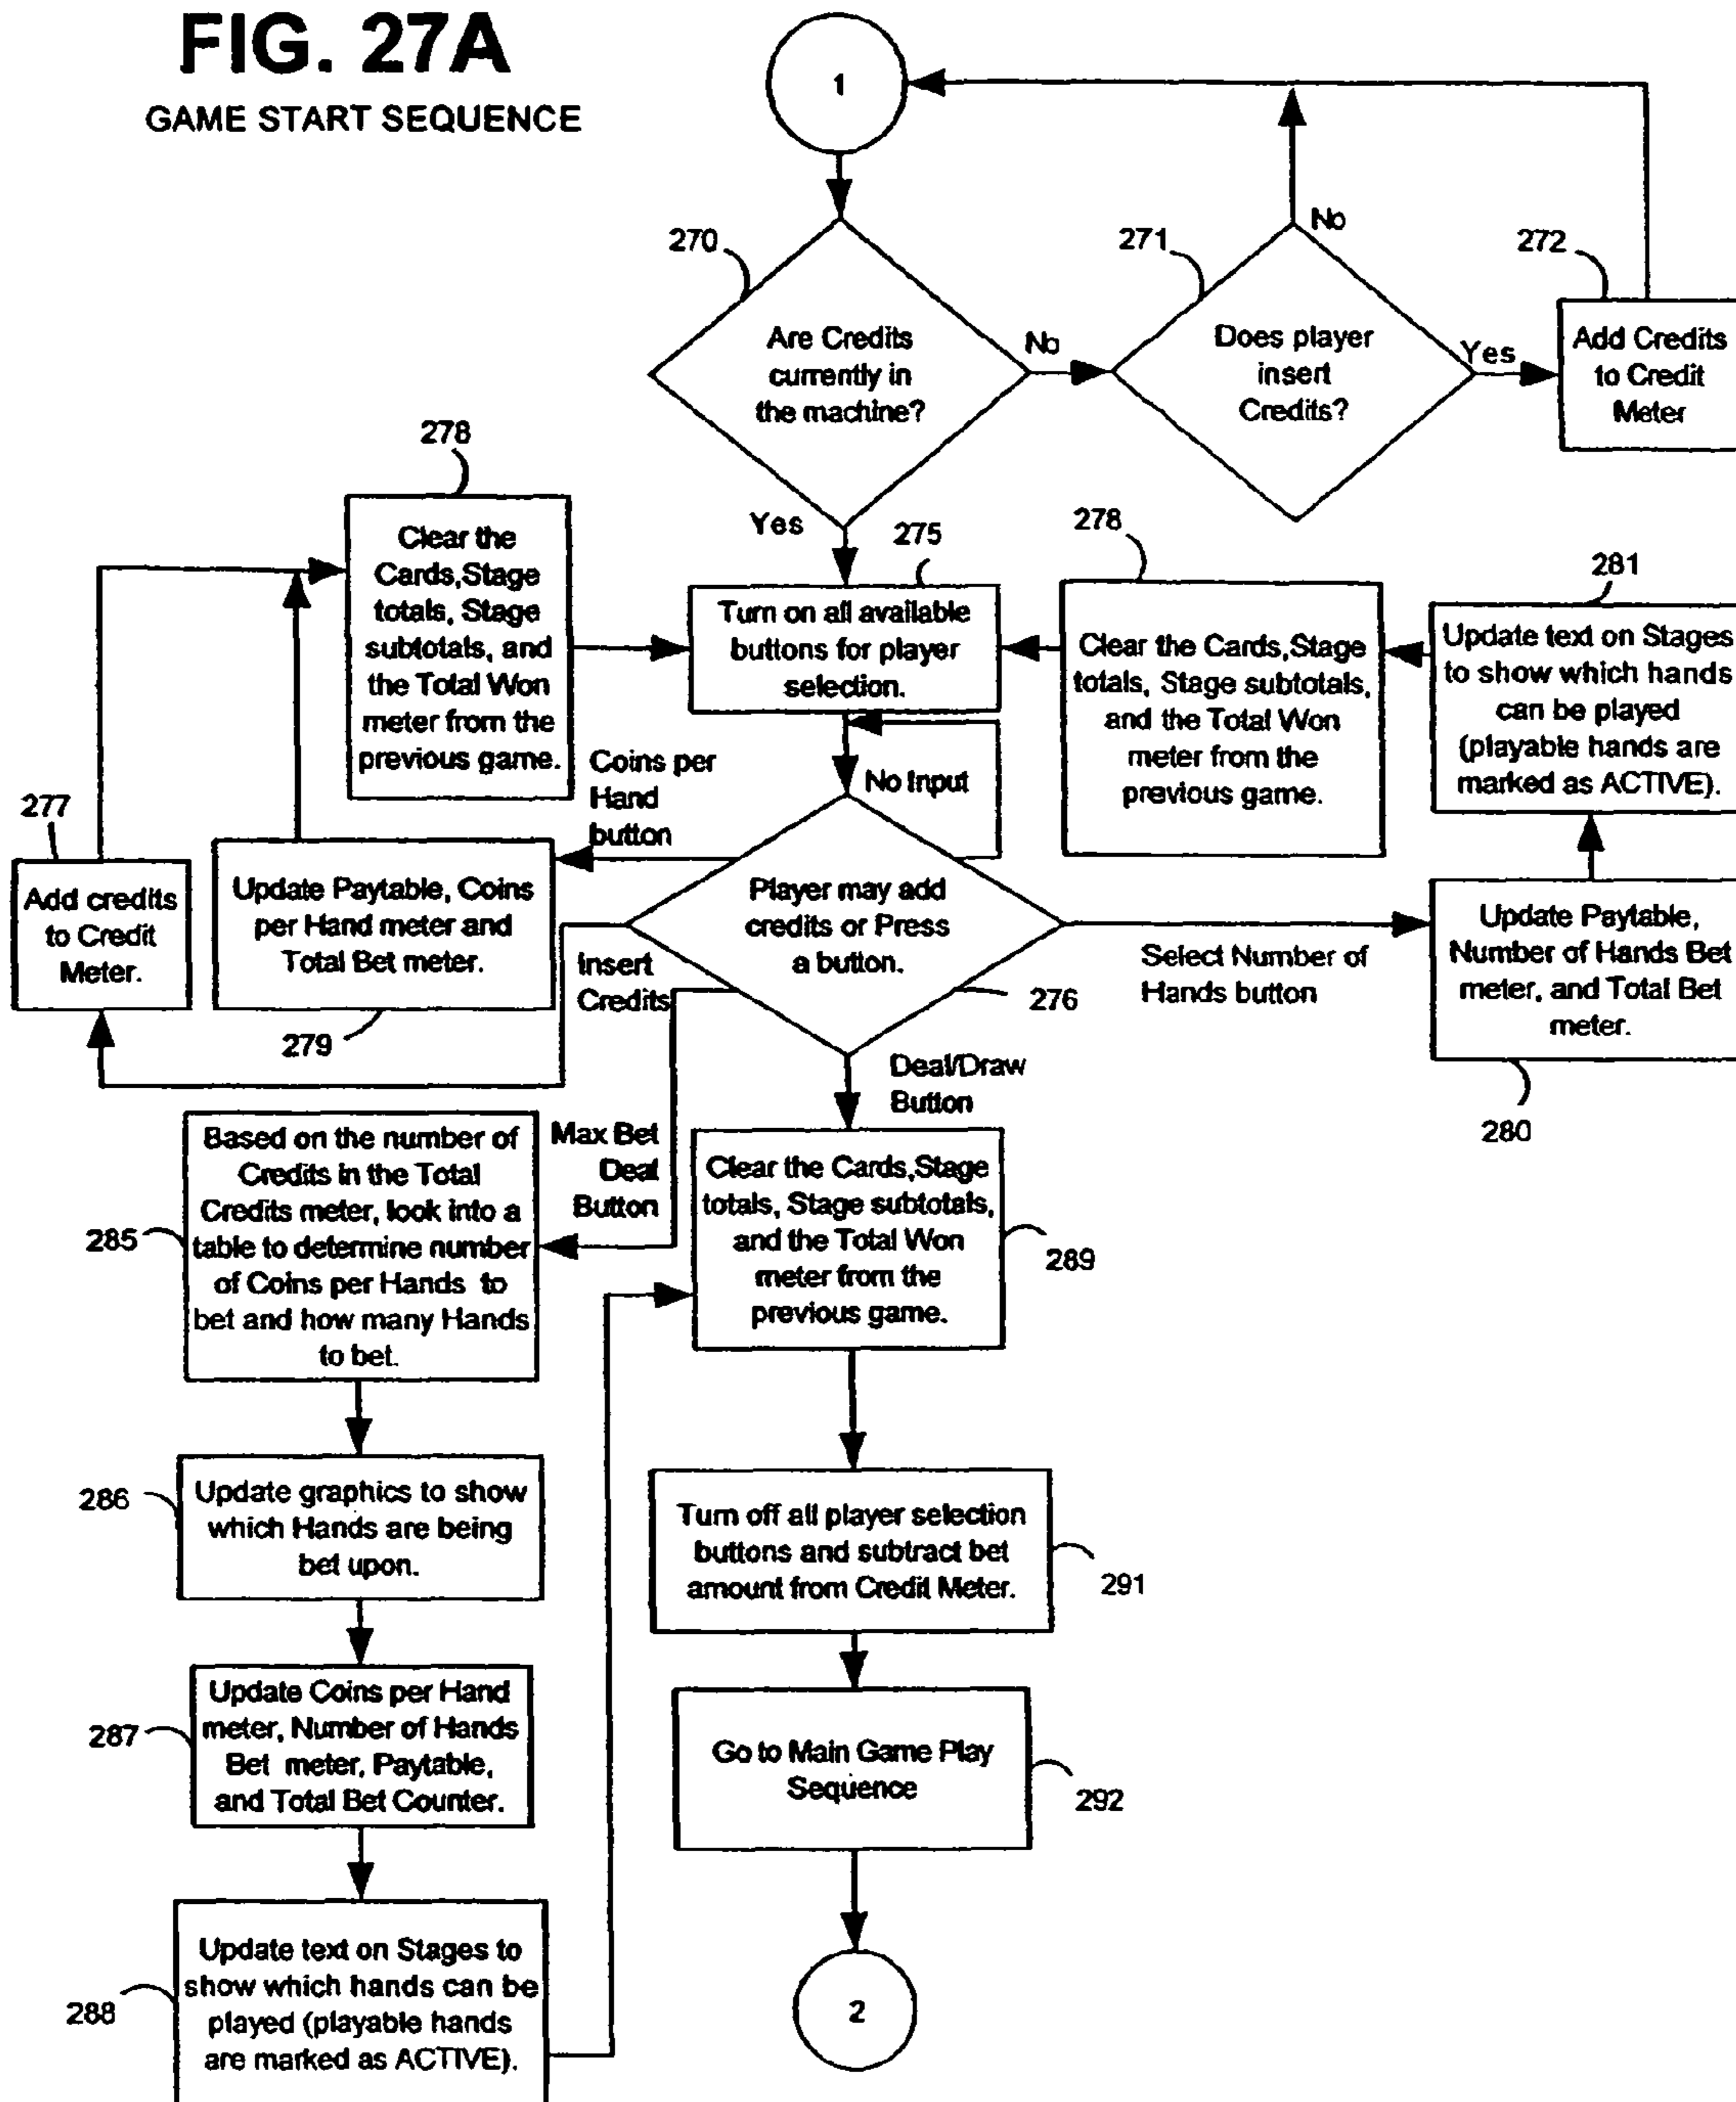 FIG. 27A
GAME START SEQUENCE
1
270
Are Credits
currently in
the machine?
No
271
Does player
insert
Credits?
No
Yes
272
Add Credits
to Credit
Meter
Yes
278
Clear the
Cards,Stage
totals, Stage
subtotals, and
the Total Won
meter from the
previous game.
275
Turn on all available
buttons for player
selection.
278
Clear the Cards,Stage
totals, Stage subtotals,
and the Total Won
meter from the
previous game.
281
Update text on Stages
to show which hands
can be played
(playable hands are
marked as ACTIVE).
277
Add credits
to Credit
Meter.
Update Paytable, Coins
per Hand meter and
Total Bet meter.
279
Coins per
Hand
button
No Input
Player may add
credits or Press
a button.
276
Insert
Credits
Select Number of
Hands button
Update Paytable,
Number of Hands Bet
meter, and Total Bet
meter.
280
Deal/Draw
Button
Max Bet
Deal
Button
285
Based on the number of
Credits in the Total
Credits meter, look into a
table to determine number
of Coins per Hands to
bet and how many Hands
to bet.
Clear the Cards,Stage
totals, Stage subtotals,
and the Total Won
meter from the
previous game.
289
286
Update graphics to show
which Hands are being
bet upon.
Turn off all player selection
buttons and subtract bet
amount from Credit Meter.
291
287
Update Coins per Hand
meter, Number of Hands
Bet meter, Paytable,
and Total Bet Counter.
Go to Main Game Play
Sequence
292
288
Update text on Stages to
show which hands can be
played (playable hands
are marked as ACTIVE).
2